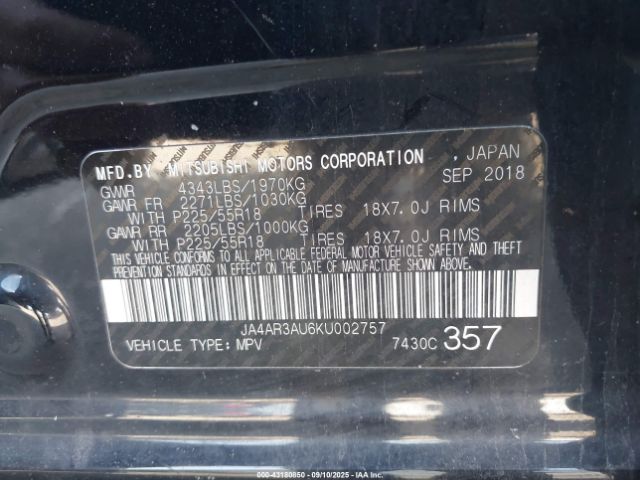 MFD.BY MITSUBISHI MOTORS CORPORATION , JAPAN
GVWR 4343LBS/1970KG SEP 2018
GAWR FR 2271LBS/1030KG
WITH P225/55R18 TIRES 18X7.0J RIMS
GAWR RR 2205LBS/1000KG
WITH P225/55R18 TIRES 18X7.0J RIMS
THIS VEHICLE CONFORMS TO ALL APPLICABLE FEDERAL MOTOR VEHICLE SAFETY AND THEFT
PREVENTION STANDARDS IN EFFECT ON THE DATE OF MANUFACTURE SHOWN ABOVE.
JA4AR3AU6KU002757
VEHICLE TYPE: MPV 7430C 357
000-43180850 09/10/2025 - IAA Inc.